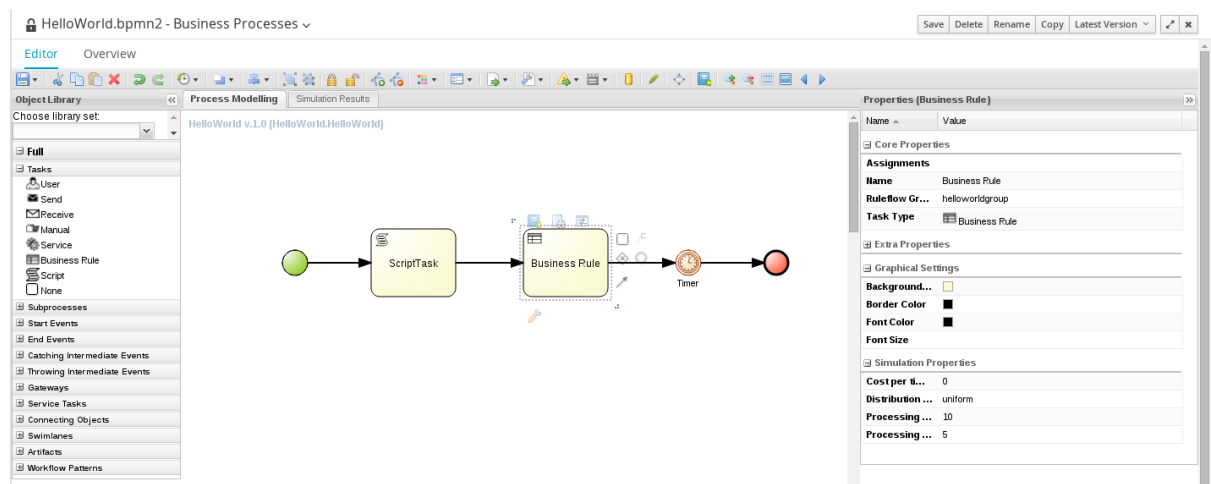 HelloWorld.bpmn2 - Business Processes
Save Delete Rename Copy Latest Version
Editor Overview
Object Library
Process Modelling Simulation Results
Properties (Business Rule)
Choose library set:
HelloWorld v.1.0 (HelloWorld.HelloWorld)
Name Value
Full
Core Properties
Tasks
Assignments
User
Name Business Rule
Send
Ruleflow Gr... helloworldgroup
Receive
Task Type Business Rule
Manual
Service
Extra Properties
Business Rule
ScriptTask
Business Rule
Script
Graphical Settings
None
Timer
Background...
Subprocesses
Border Color
Start Events
Font Color
End Events
Font Size
Catching Intermediate Events
Simulation Properties
Throwing Intermediate Events
Cost per ti... 0
Gateways
Distribution ... uniform
Service Tasks
Processing ... 10
Connecting Objects
Processing ... 5
Swimlanes
Artifacts
Workflow Patterns